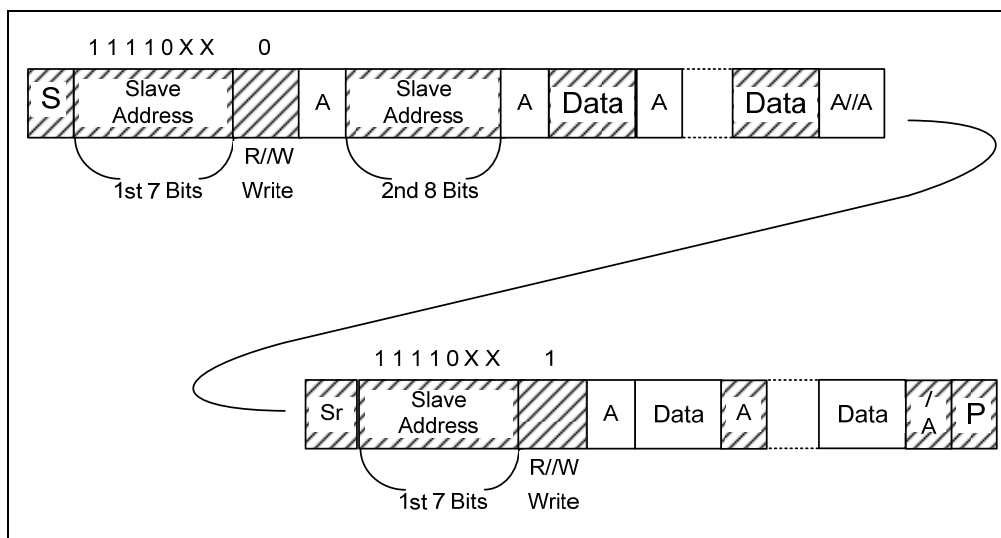 1 1 1 1 0 X X 0
S Slave Address A Slave Address A Data A Data A//A
R//W
1st 7 Bits Write 2nd 8 Bits
1 1 1 1 0 X X 1
Sr Slave Address A Data A Data /A P
R//W
1st 7 Bits Write